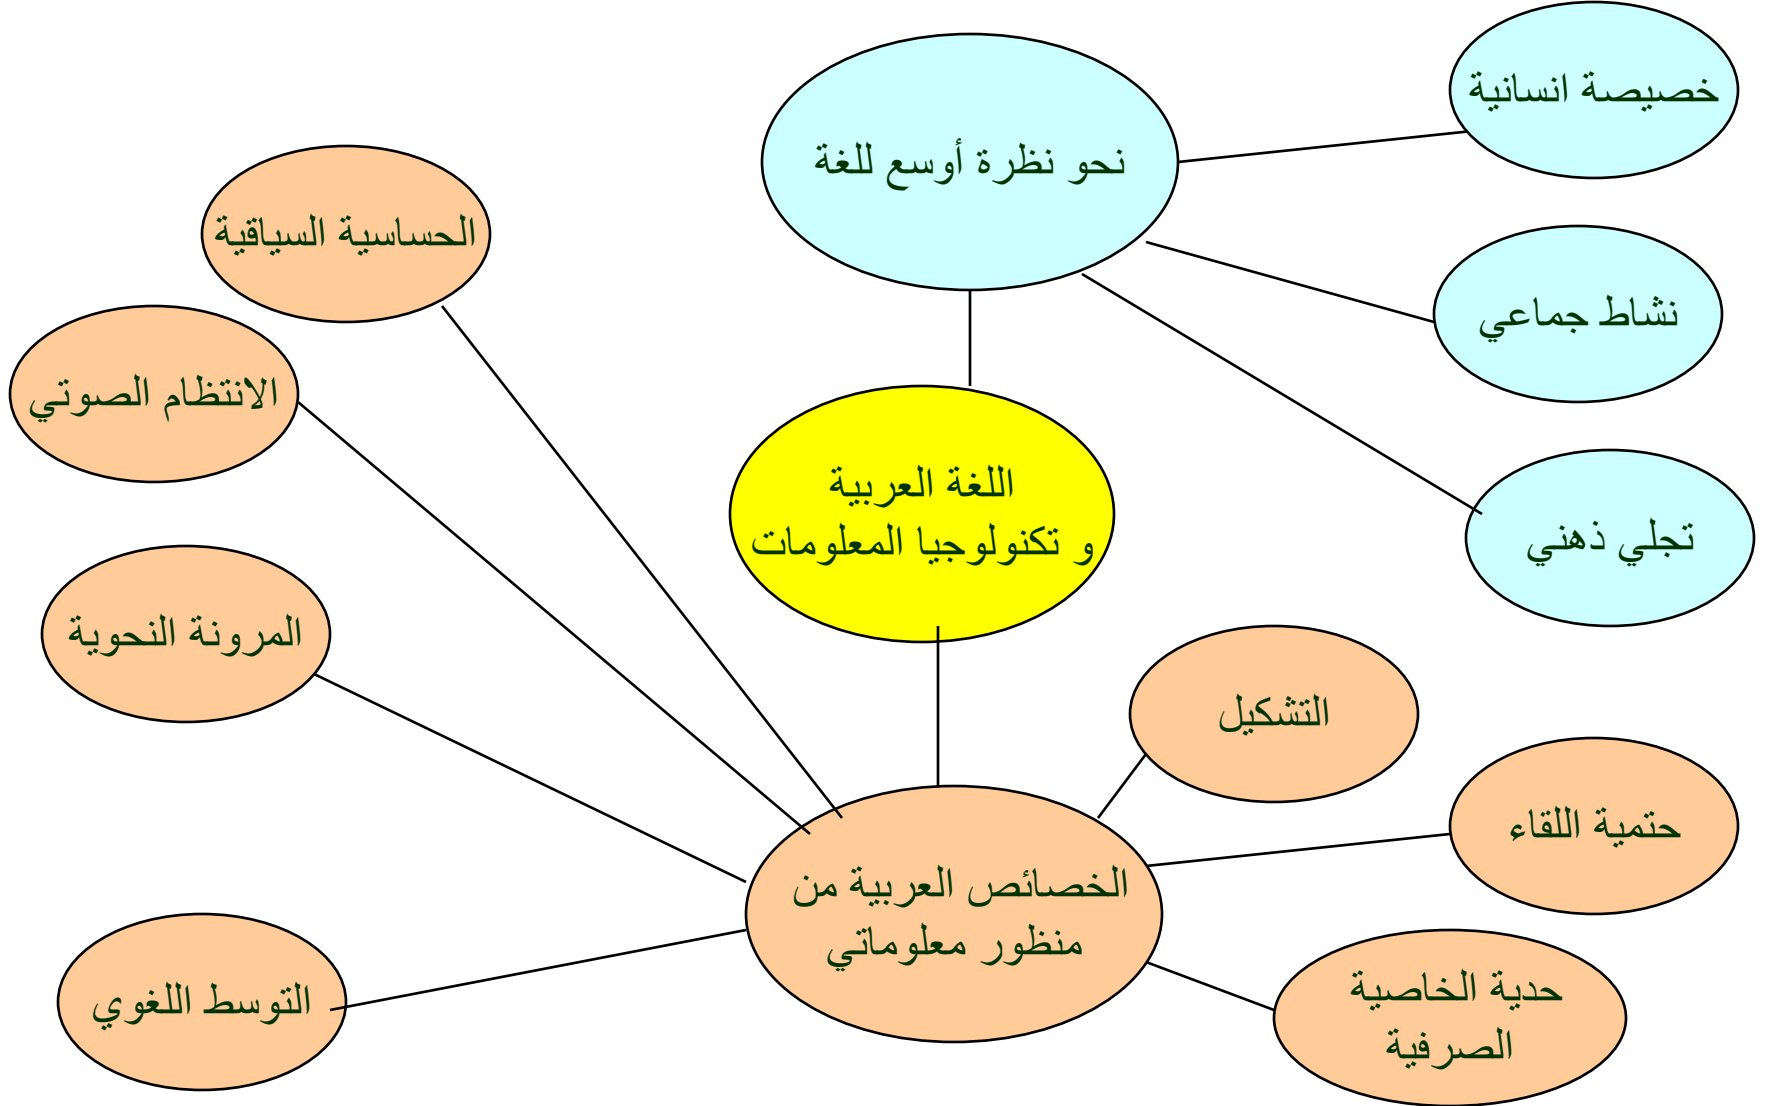 خصيصة انسانية
نحو نظرة أوسع للغة
الحساسية السياقية
نشاط جماعي
الانتظام الصوتي
اللغة العربية
و تكنولوجيا المعلومات
تجلي ذهني
المرونة النحوية
التشكيل
حتمية اللقاء
الخصائص العربية من
منظور معلوماتي
التوسط اللغوي
حدية الخاصية
الصرفية